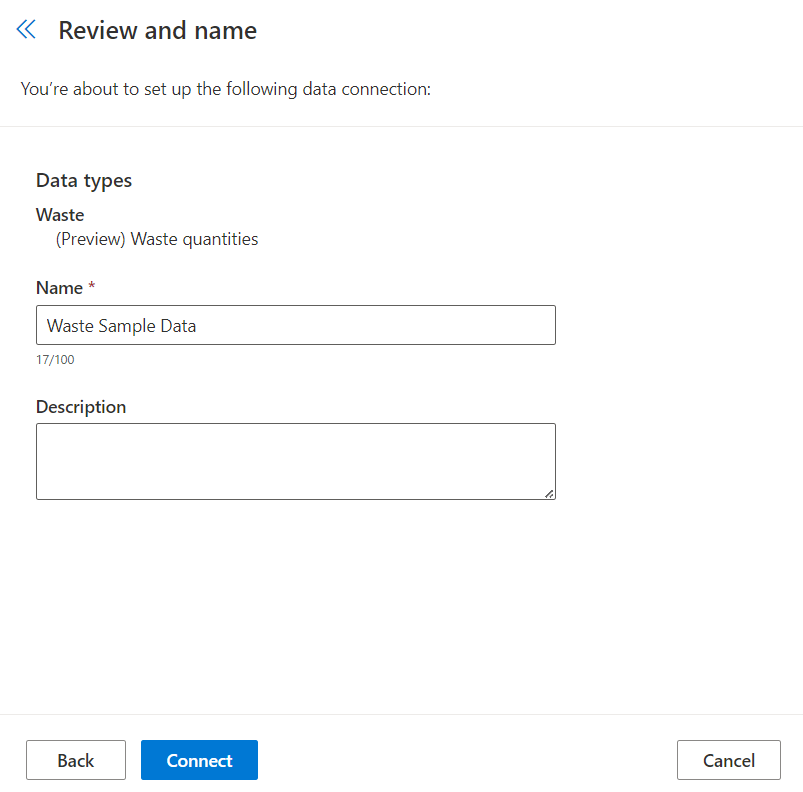 Review and name
You’re about to set up the following data connection:
Data types
Waste
(Preview) Waste quantities
Name *
Waste Sample Data
17/100
Description
Back
Connect
Cancel